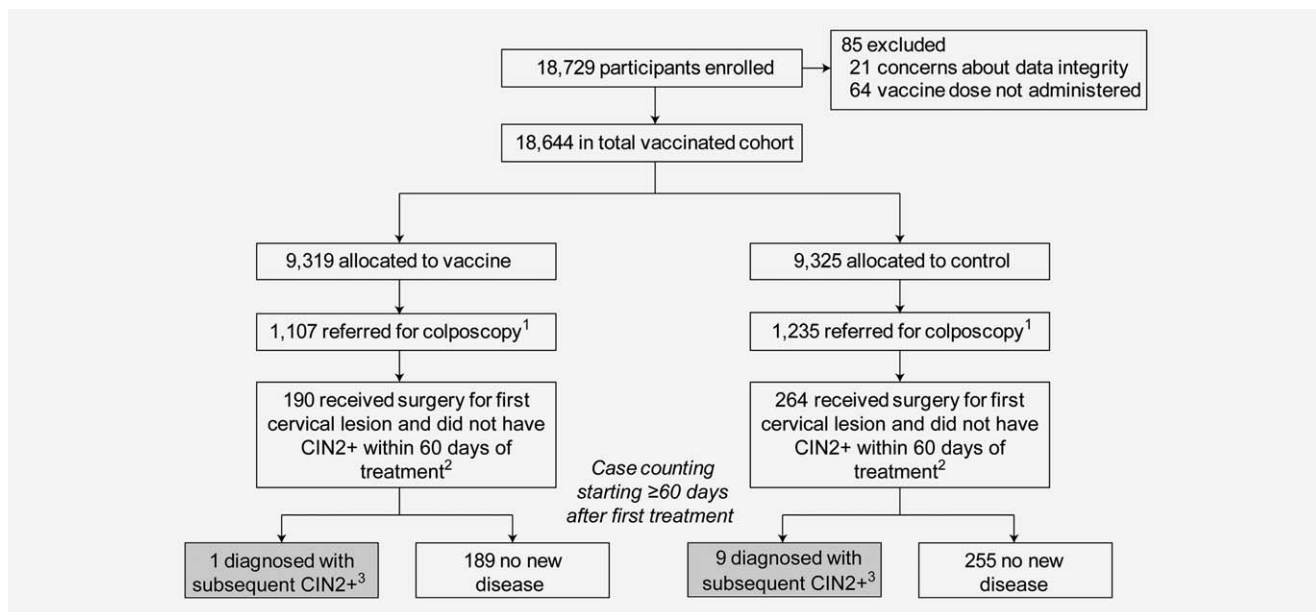 18,729 participants enrolled
85 excluded
21 concerns about data integrity
64 vaccine dose not administered
18,644 in total vaccinated cohort
9,319 allocated to vaccine
9,325 allocated to control
1,107 referred for colposcopy1
1,235 referred for colposcopy1
190 received surgery for first
cervical lesion and did not have
CIN2+ within 60 days of
treatment2
264 received surgery for first
cervical lesion and did not have
CIN2+ within 60 days of
treatment2
Case counting
starting ≥60 days
after first treatment
1 diagnosed with
subsequent CIN2+3
189 no new
disease
9 diagnosed with
subsequent CIN2+3
255 no new
disease